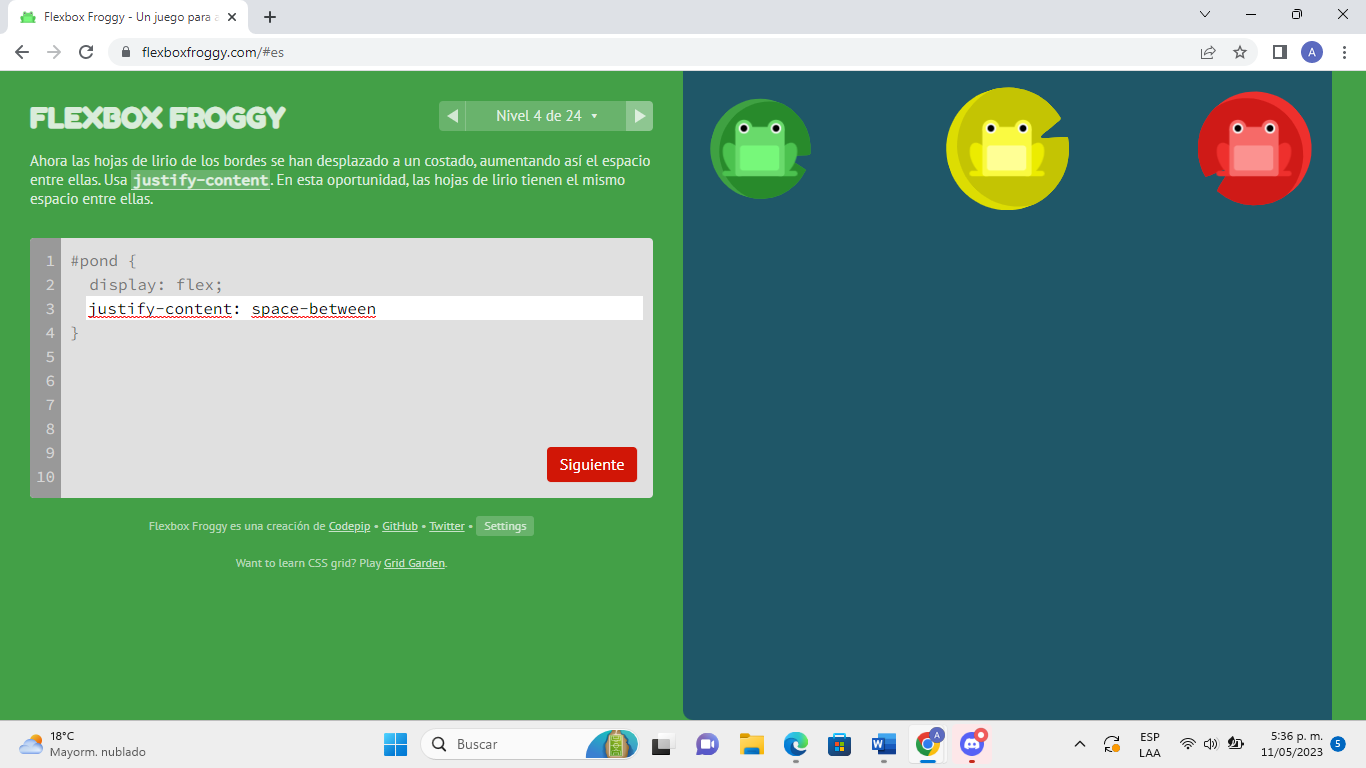 Flexbox Froggy - Un juego para a
flexboxfroggy.com/#es
A
FLEXBOX FROGGY
Nivel 4 de 24
Ahora las hojas de lirio de los bordes se han desplazado a un costado, aumentando así el espacio
entre ellas. Usa justify-content. En esta oportunidad, las hojas de lirio tienen el mismo
espacio entre ellas.
1 #pond {
2 display: flex;
3 justify-content: space-between
4 }
5
6
7
8
9
10
Siguiente
Flexbox Froggy es una creación de Codepip • GitHub • Twitter • Settings
Want to learn CSS grid? Play Grid Garden.
18°C
Mayorm. nublado
Buscar
A
ESP
LAA
5:36 p. m.
11/05/2023
5